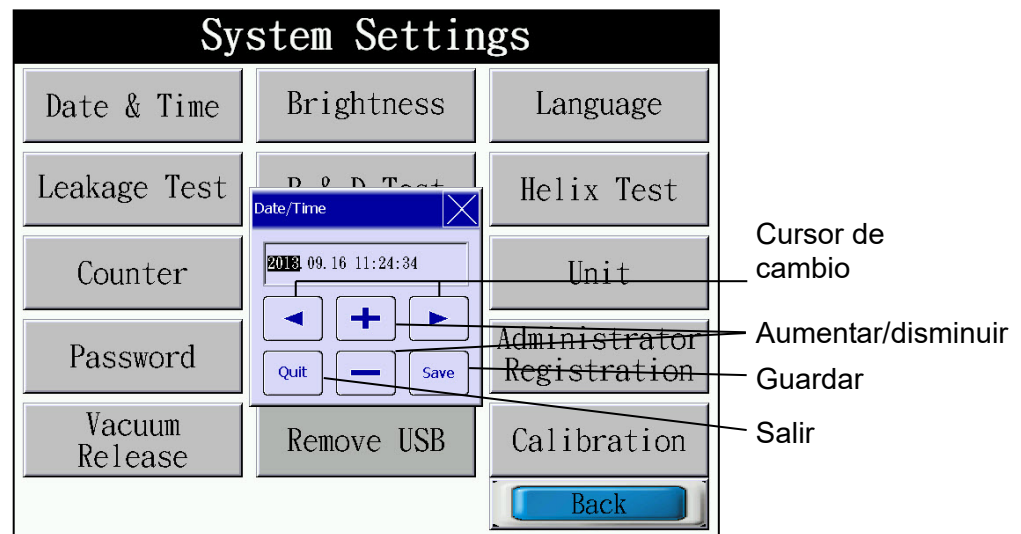 System Settings
Date & Time
Brightness
Language
Leakage Test
Helix Test
Date/Time
2013.09.16 11:24:34
Counter
Unit
Cursor de
cambio
Password
Administrator
Registration
Aumentar/disminuir
Quit
Save
Guardar
Vacuum
Release
Remove USB
Calibration
Salir
Back